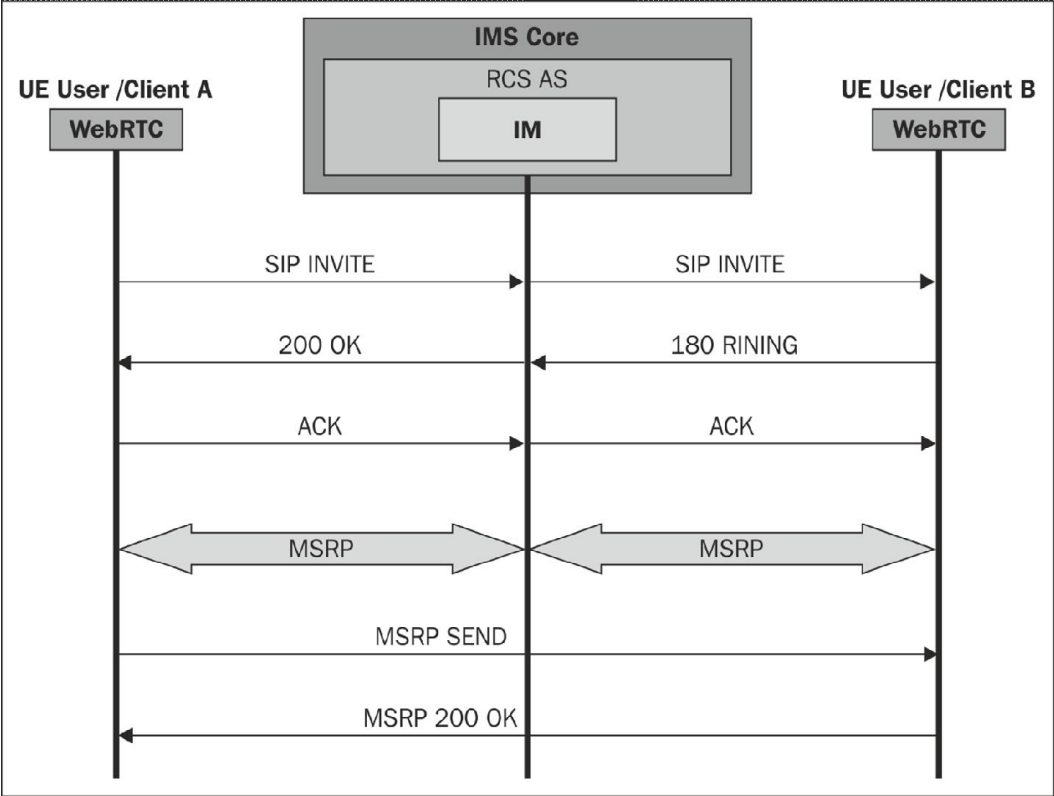 IMS Core
RCS AS
IM
UE User /Client A
WebRTC
UE User /Client B
WebRTC
SIP INVITE
SIP INVITE
200 OK
180 RINING
ACK
ACK
MSRP
MSRP
MSRP SEND
MSRP 200 OK